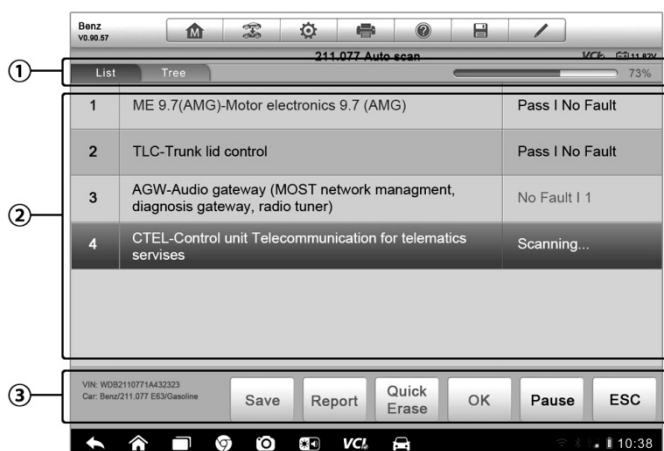 Benz
V0.90.57
211.077 Auto scan
VCI 11.82V
① List Tree 73%
②
1 ME 9.7(AMG)-Motor electronics 9.7 (AMG) Pass I No Fault
2 TLC-Trunk lid control Pass I No Fault
3 AGW-Audio gateway (MOST network managment,
diagnosis gateway, radio tuner) No Fault I 1
4 CTEL-Control unit Telecommunication for telematics
servises Scanning...
③
VIN: WDB2110771A432323
Car: Benz/211.077 E63/Gasoline
Save
Report
Quick
Erase
OK
Pause
ESC
VCI 10:38